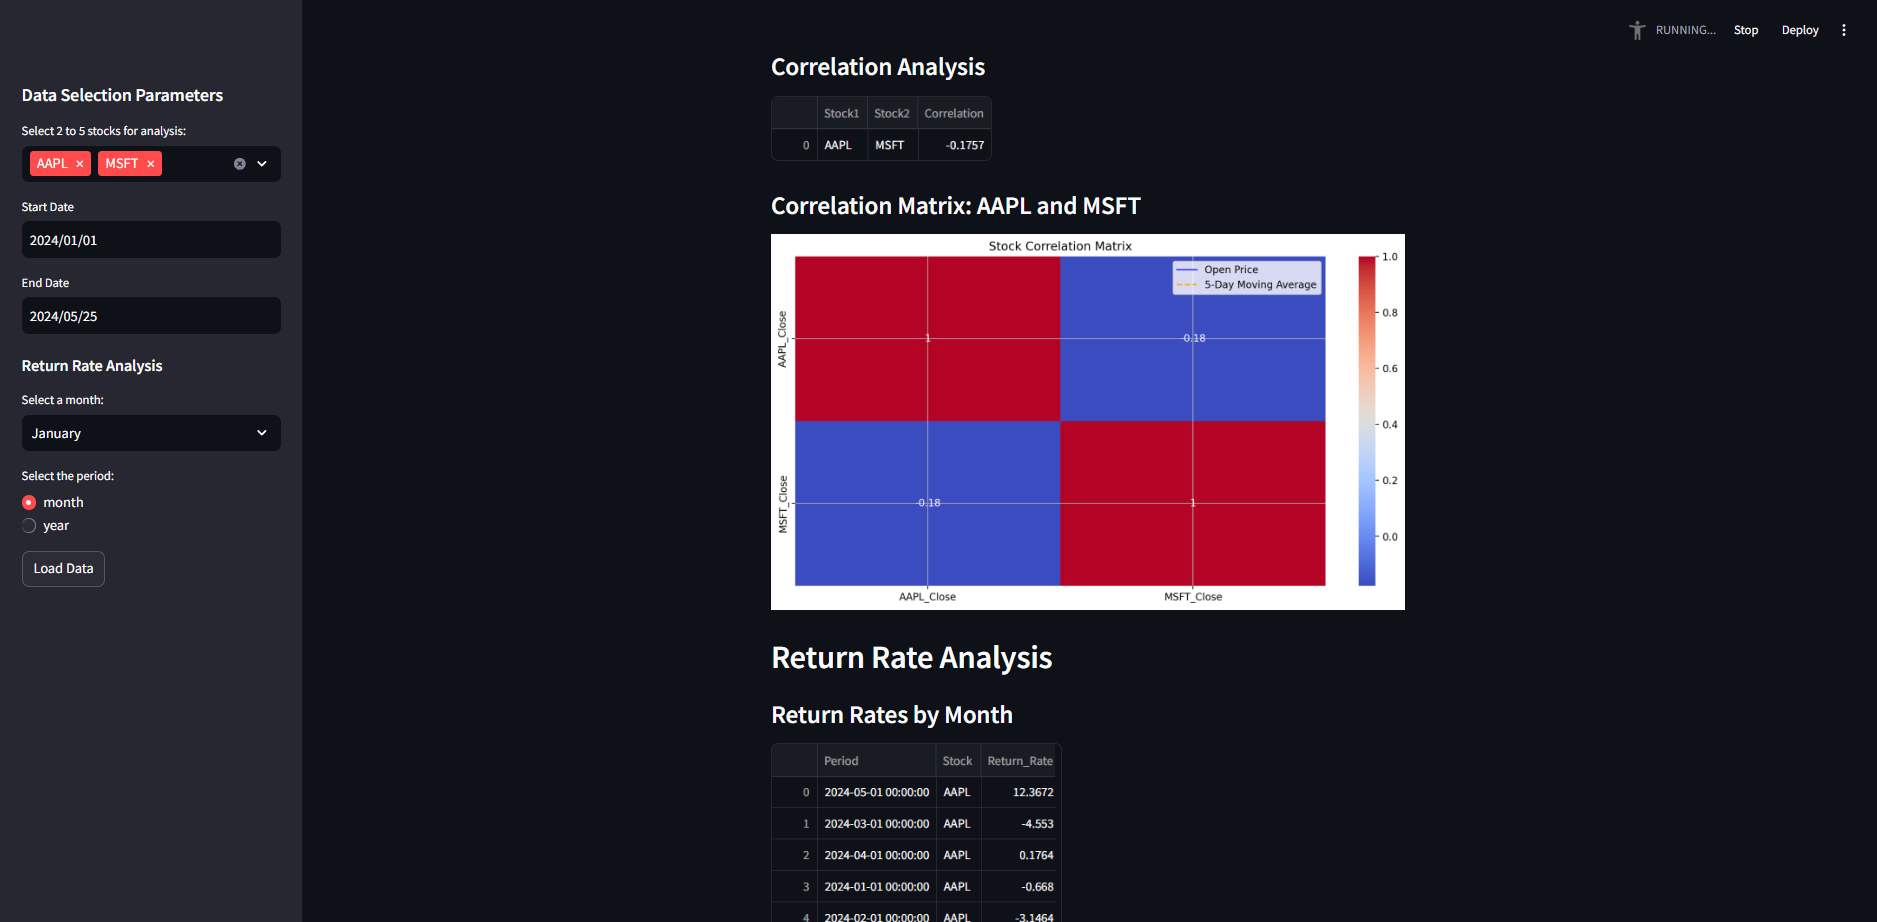 RUNNING...
Stop
Deploy
Data Selection Parameters
Select 2 to 5 stocks for analysis:
AAPL × MSFT ×
Start Date
2024/01/01
End Date
2024/05/25
Return Rate Analysis
Select a month:
January
Select the period:
month
year
Load Data
Correlation Analysis
Stock1 Stock2 Correlation
0 AAPL MSFT -0.1757
Correlation Matrix: AAPL and MSFT
Stock Correlation Matrix
Open Price
5-Day Moving Average
AAPL_Close
MSFT_Close
1
-0.18
-0.18
1
AAPL_Close
MSFT_Close
1.0
0.8
0.6
0.4
0.2
0.0
Return Rate Analysis
Return Rates by Month
Period Stock Return_Rate
0 2024-05-01 00:00:00 AAPL 12.3672
1 2024-03-01 00:00:00 AAPL -4.553
2 2024-04-01 00:00:00 AAPL 0.1764
3 2024-01-01 00:00:00 AAPL -0.668
4 2024-02-01 00:00:00 AAPL -3.1464